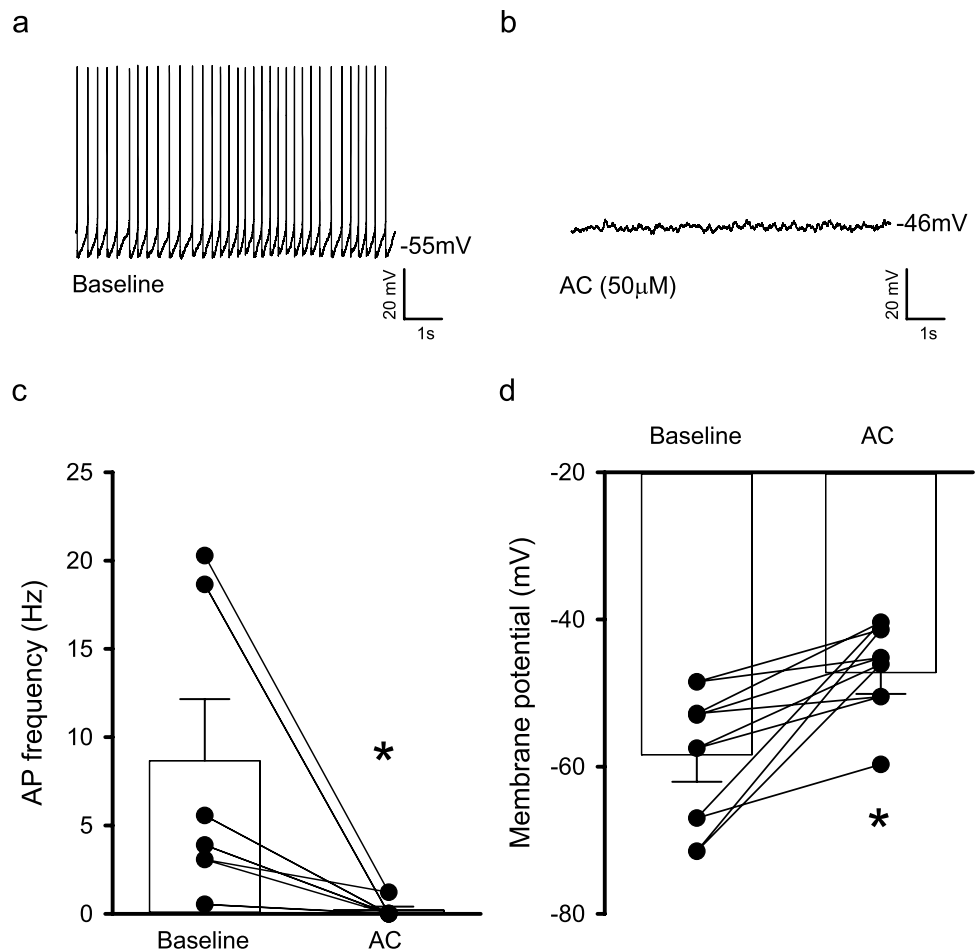 a
b
-55mV
-46mV
Baseline
20 mV
1s
AC (50μM)
20 mV
1s
c
d
25
20
15
10
5
0
AP frequency (Hz)
*
Baseline
AC
Baseline
AC
-20
-40
-60
-80
Membrane potential (mV)
*